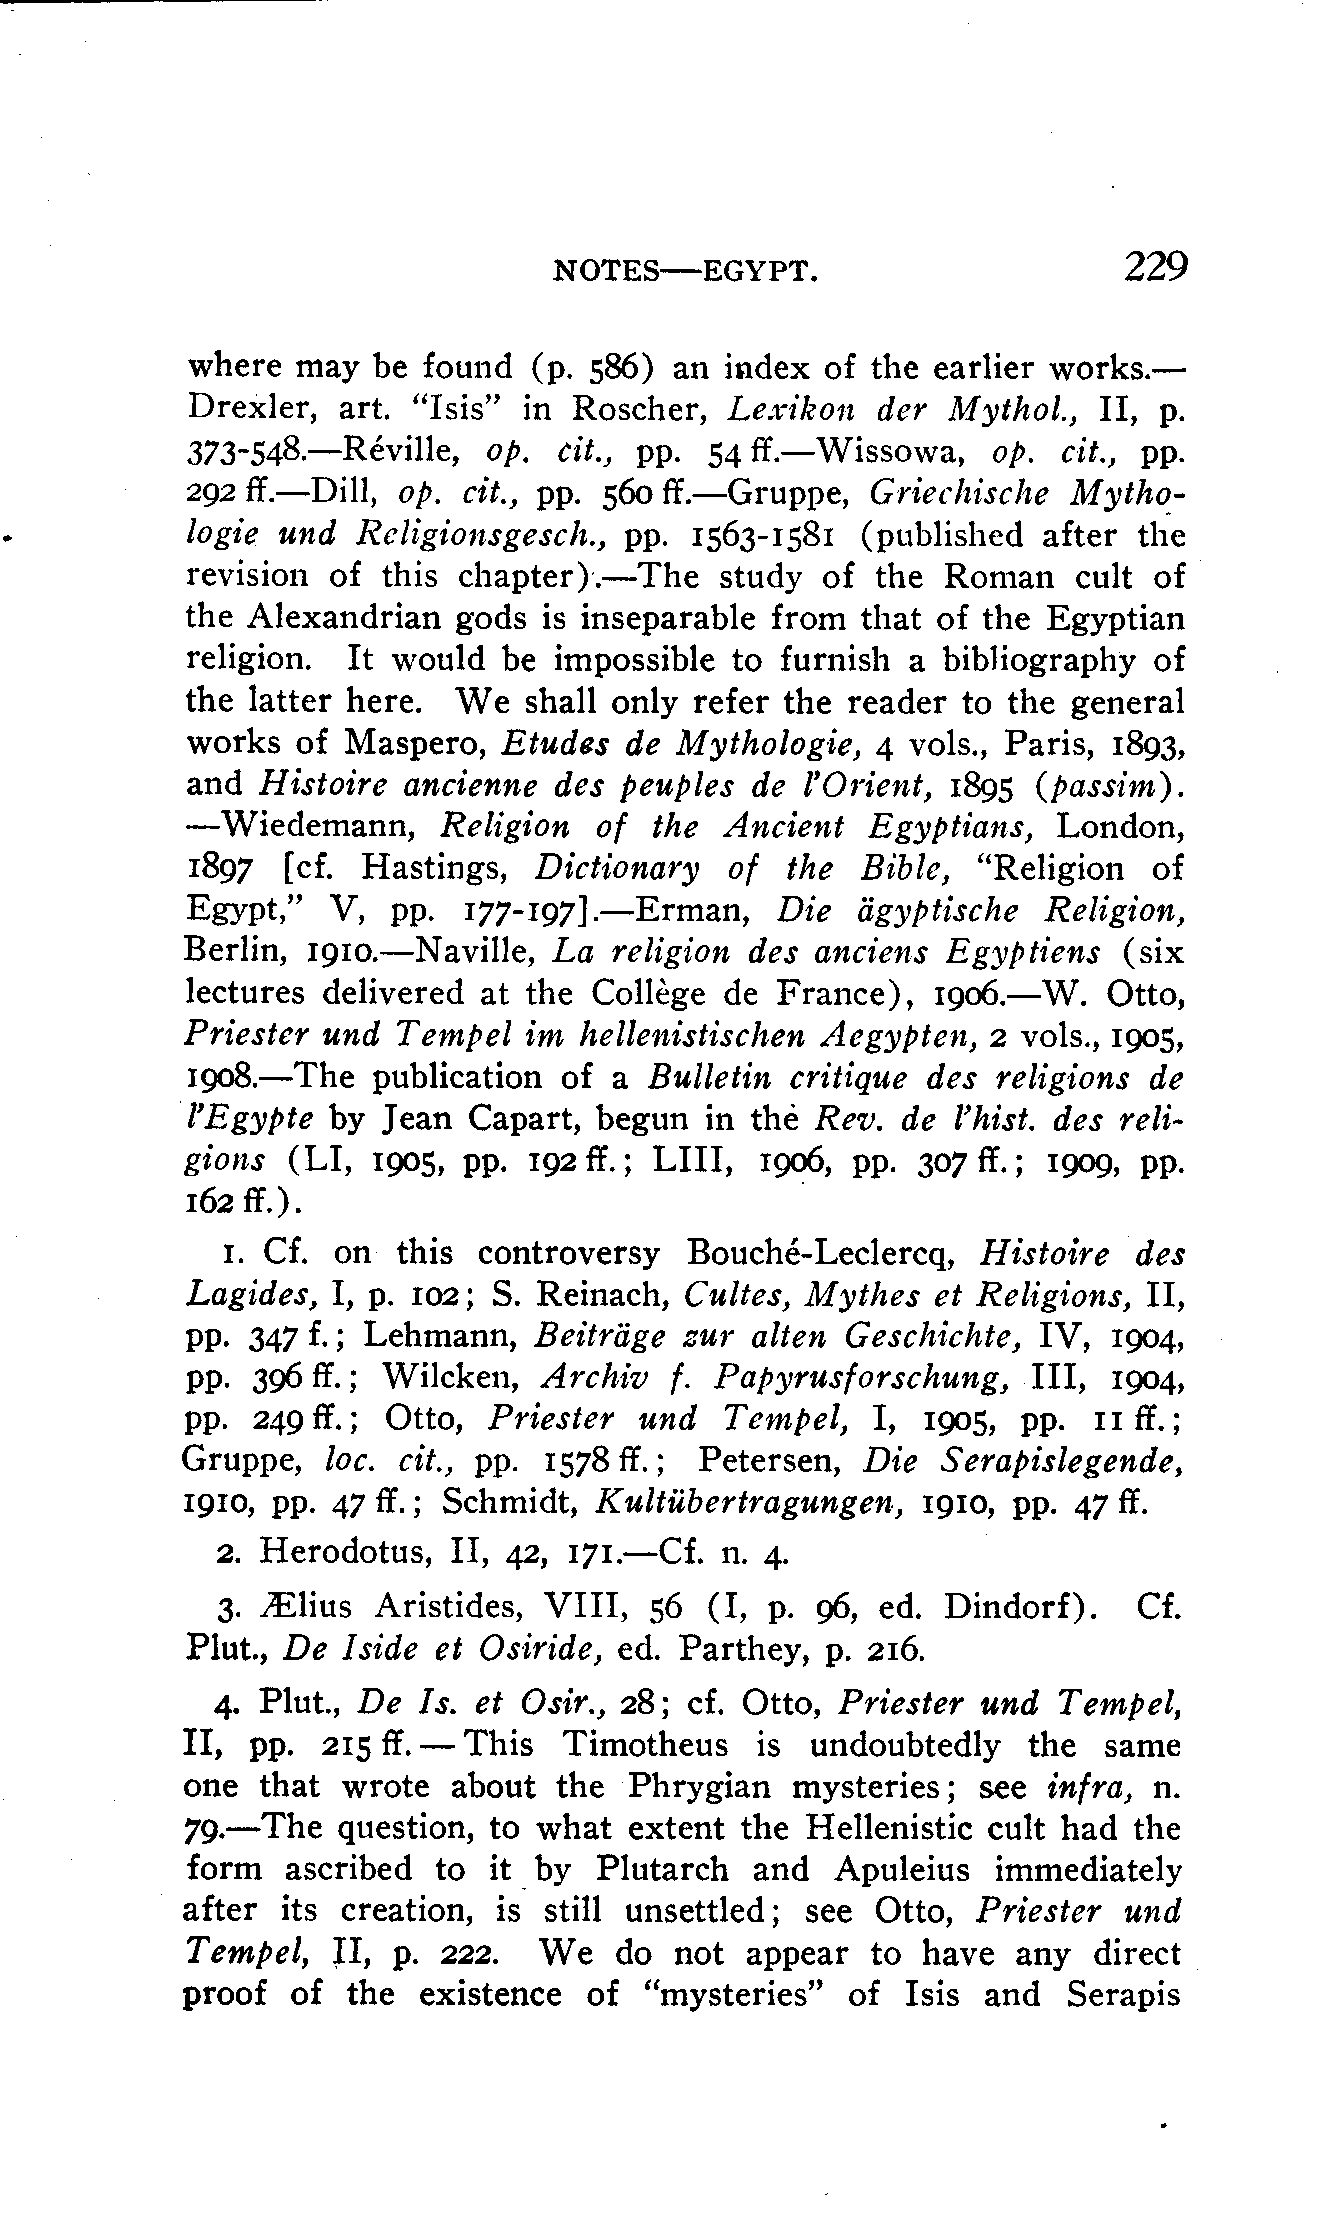 NOTES—EGYPT. 229
where may be found (p. 586) an index of the earlier works.—
Drexler, art. “Isis” in Roscher, Lexikon der Mythol., II, p.
373-548.—Réville, op. cit., pp. 54 ff.—Wissowa, op. cit., pp.
292 ff.—Dill, op. cit., pp. 560 ff.—Gruppe, Griechische Mytho-
logie und Religionsgesch., pp. 1563-1581 (published after the
revision of this chapter).—The study of the Roman cult of
the Alexandrian gods is inseparable from that of the Egyptian
religion. It would be impossible to furnish a bibliography of
the latter here. We shall only refer the reader to the general
works of Maspero, Etudes de Mythologie, 4 vols., Paris, 1893,
and Histoire ancienne des peuples de l’Orient, 1895 (passim).
—Wiedemann, Religion of the Ancient Egyptians, London,
1897 [cf. Hastings, Dictionary of the Bible, “Religion of
Egypt,” V, pp. 177-197].—Erman, Die ägyptische Religion,
Berlin, 1910.—Naville, La religion des anciens Egyptiens (six
lectures delivered at the Collège de France), 1906.—W. Otto,
Priester und Tempel im hellenistischen Aegypten, 2 vols., 1905,
1908.—The publication of a Bulletin critique des religions de
l’Egypte by Jean Capart, begun in the Rev. de l’hist. des reli-
gions (LI, 1905, pp. 192 ff.; LIII, 1906, pp. 307 ff.; 1909, pp.
162 ff.).
1. Cf. on this controversy Bouché-Leclercq, Histoire des
Lagides, I, p. 102; S. Reinach, Cultes, Mythes et Religions, II,
pp. 347 f.; Lehmann, Beiträge zur alten Geschichte, IV, 1904,
pp. 396 ff.; Wilcken, Archiv f. Papyrusforschung, III, 1904,
pp. 249 ff.; Otto, Priester und Tempel, I, 1905, pp. 11 ff.;
Gruppe, loc. cit., pp. 1578 ff.; Petersen, Die Serapislegende,
1910, pp. 47 ff.; Schmidt, Kultübertragungen, 1910, pp. 47 ff.
2. Herodotus, II, 42, 171.—Cf. n. 4.
3. Ælius Aristides, VIII, 56 (I, p. 96, ed. Dindorf). Cf.
Plut., De Iside et Osiride, ed. Parthey, p. 216.
4. Plut., De Is. et Osir., 28; cf. Otto, Priester und Tempel,
II, pp. 215 ff. — This Timotheus is undoubtedly the same
one that wrote about the Phrygian mysteries; see infra, n.
79.—The question, to what extent the Hellenistic cult had the
form ascribed to it by Plutarch and Apuleius immediately
after its creation, is still unsettled; see Otto, Priester und
Tempel, II, p. 222. We do not appear to have any direct
proof of the existence of “mysteries” of Isis and Serapis